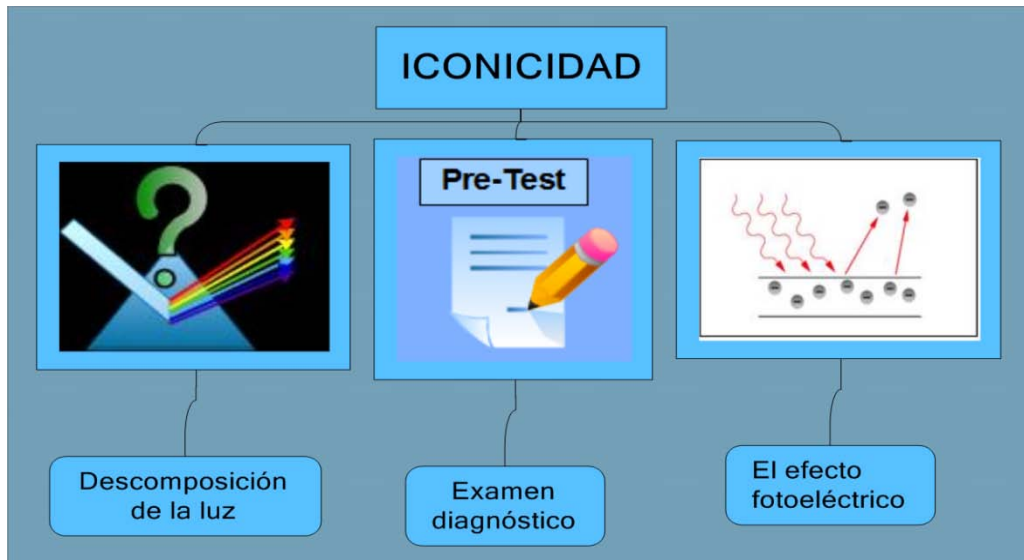 ICONICIDAD
Pre-Test
Descomposición
de la luz
Examen
diagnóstico
El efecto
fotoeléctrico